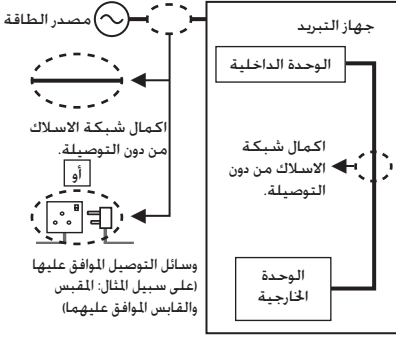 مصدر الطاقة
جهاز التبريد
الوحدة الداخلية
اكمال شبكة الاسلاك
من دون التوصيلة.
أو
وسائل التوصيل الموافق عليها
(على سبيل المثال: المقبس
والقابس الموافق عليهما)
اكمال شبكة
الاسلاك من دون
التوصيلة.
الوحدة
الخارجية